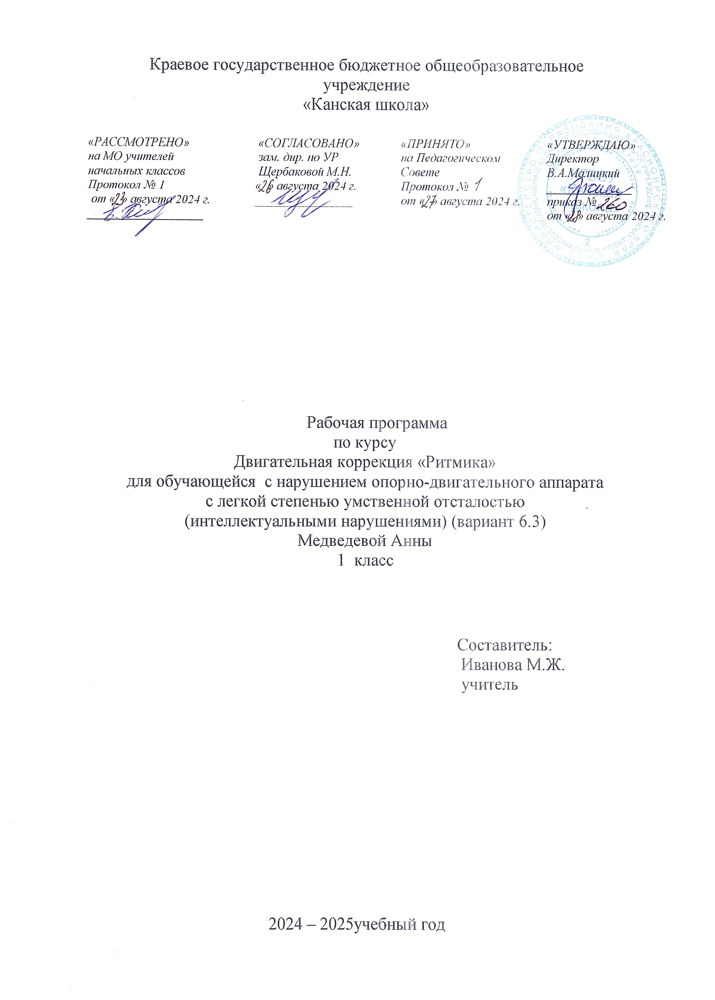 Краевое государственное бюджетное общеобразовательное
учреждение
«Канская школа»
«РАССМОТРЕНО»
на МО учителей
начальных классов
Протокол № 1
от «23» августа 2024 г.
«СОГЛАСОВАНО»
зам. дир. по УР
Щербаковой М.Н.
«26» августа 2024 г.
«ПРИНЯТО»
на Педагогическом
Совете
Протокол № 1
от «27» августа 2024 г.
«УТВЕРЖДАЮ»
Директор
В.А.Малицкий
приказ № 260
от «28» августа 2024 г.
Рабочая программа
по курсу
Двигательная коррекция «Ритмика»
для обучающейся с нарушением опорно-двигательного аппарата
с легкой степенью умственной отсталостью
(интеллектуальными нарушениями) (вариант 6.3)
Медведевой Анны
1 класс
Составитель:
Иванова М.Ж.
учитель
2024 – 2025учебный год